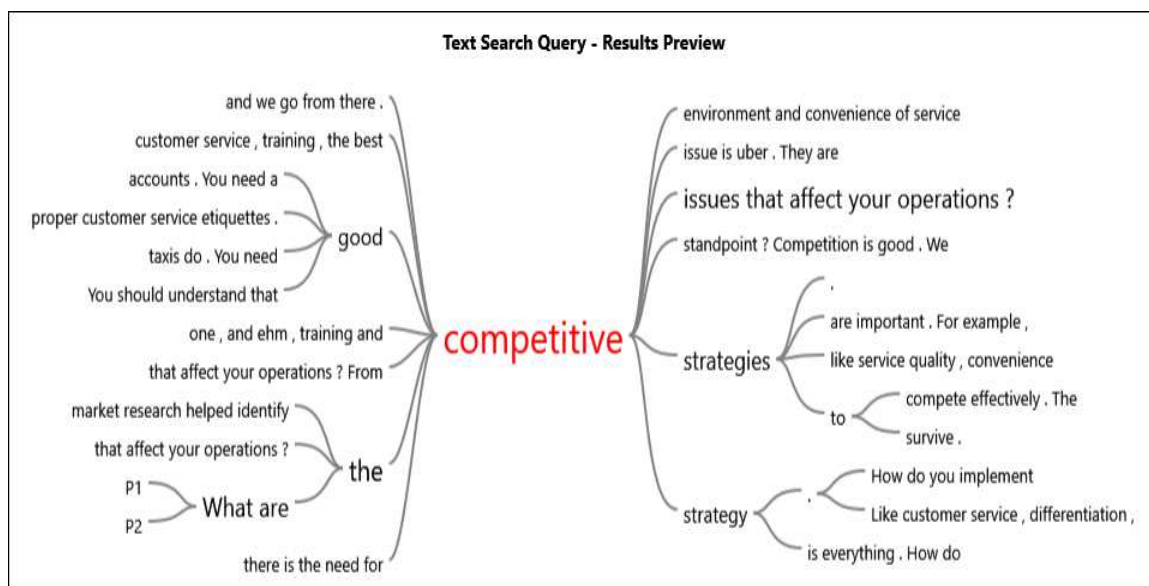 Text Search Query - Results Preview
and we go from there .
customer service , training , the best
accounts . You need a
proper customer service etiquettes .
taxis do . You need
You should understand that
good
one , and ehm , training and
that affect your operations ? From
market research helped identify
that affect your operations ?
P1
P2
What are
the
there is the need for
competitive
environment and convenience of service
issue is uber . They are
issues that affect your operations ?
standpoint ? Competition is good . We
strategies
.
are important . For example ,
like service quality , convenience
to
compete effectively . The
survive .
strategy
.
How do you implement
Like customer service , differentiation ,
is everything . How do